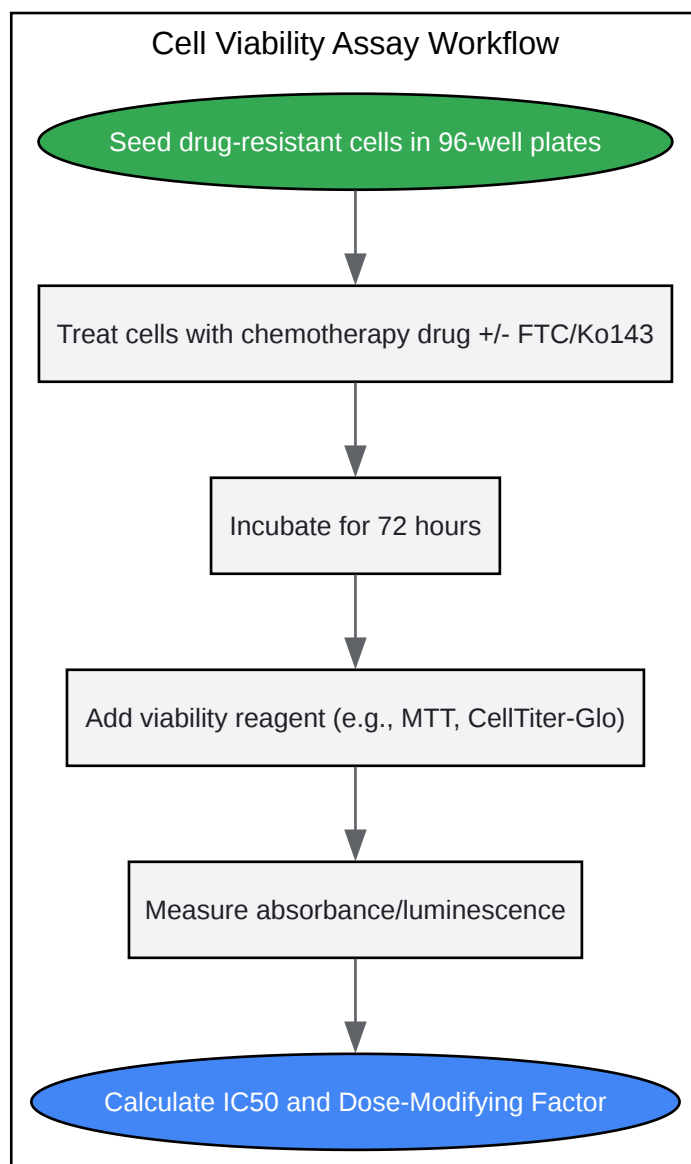 Cell Viability Assay Workflow
Seed drug-resistant cells in 96-well plates
Treat cells with chemotherapy drug +/- FTC/Ko143
Incubate for 72 hours
Add viability reagent (e.g., MTT, CellTiter-Glo)
Measure absorbance/luminescence
Calculate IC50 and Dose-Modifying Factor